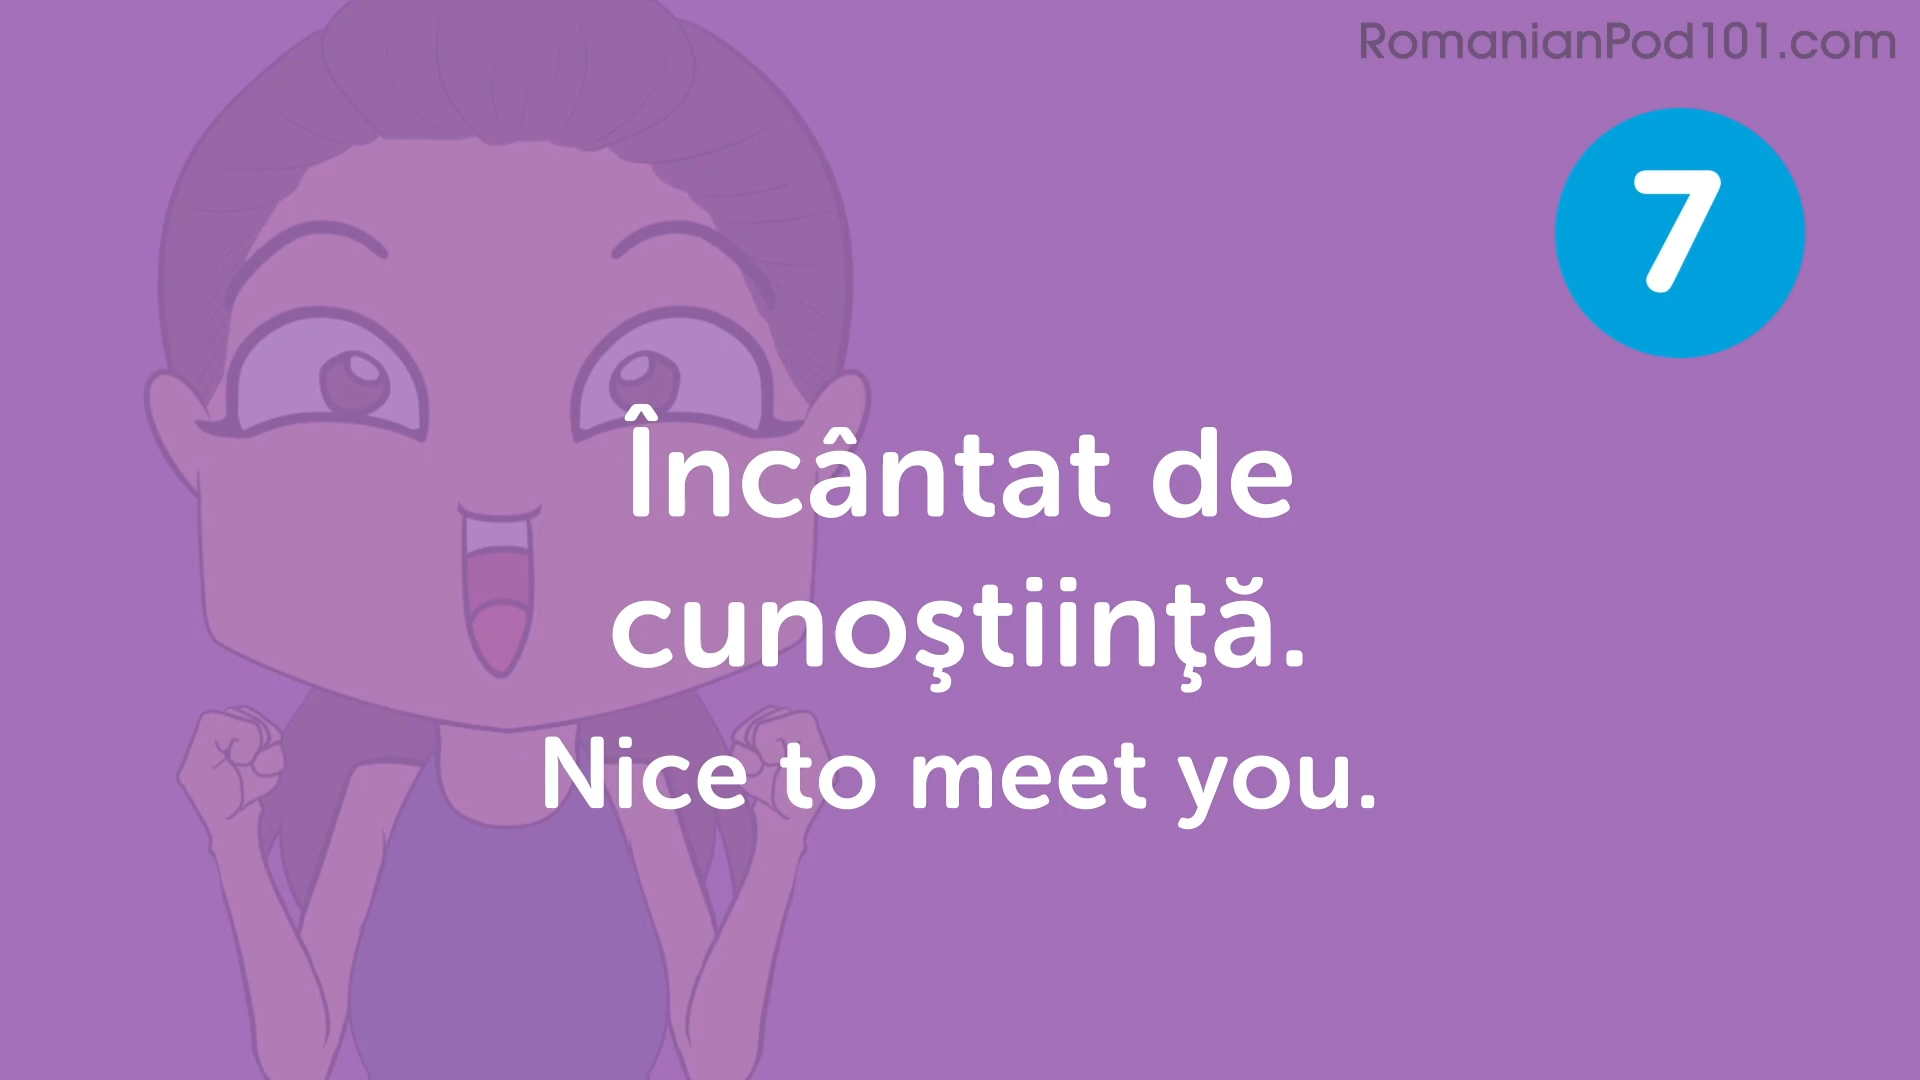 RomanianPod101.com
7
Încântat de
cunoştiinţă.
Nice to meet you.